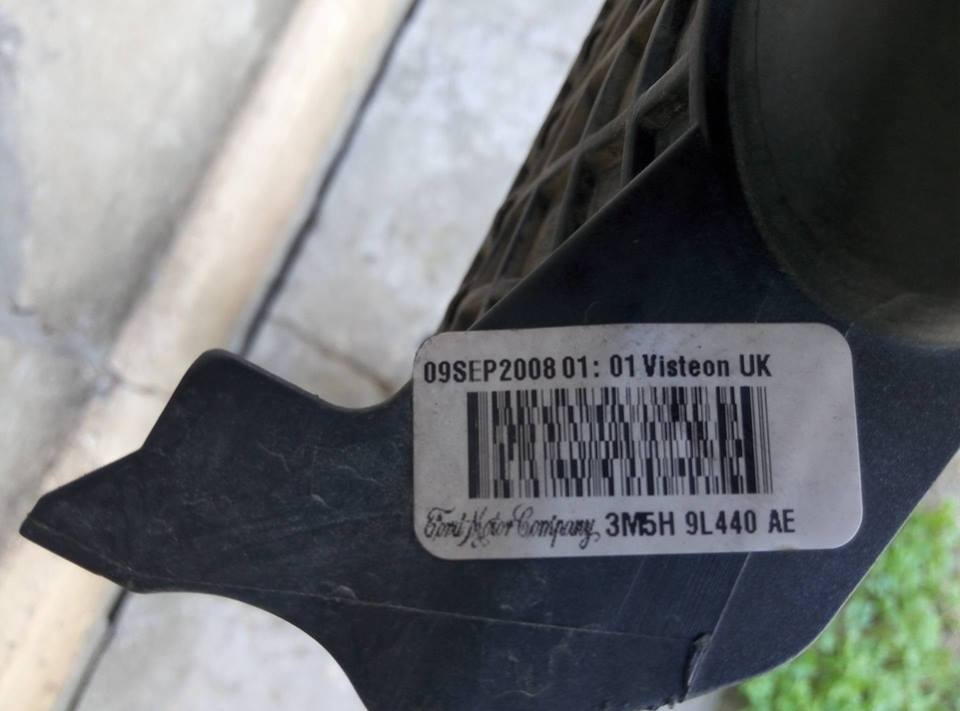 09SEP2008 01: 01 Visteon UK
Ford Motor Company, 3M5H 9L440 AE